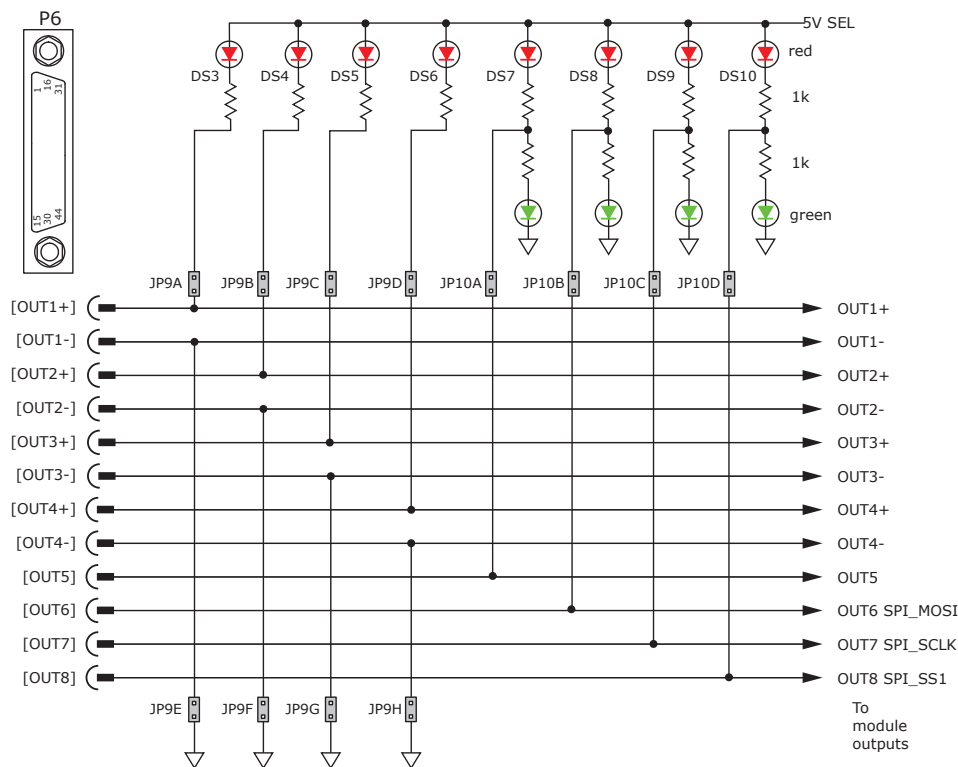 P6
5V SEL
red
DS3 DS4 DS5 DS6 DS7 DS8 DS9 DS10
1 16 31
1k
1k
15 30 44
green
JP9A JP9B JP9C JP9D JP10A JP10B JP10C JP10D
[OUT1+] OUT1+
[OUT1-] OUT1-
[OUT2+] OUT2+
[OUT2-] OUT2-
[OUT3+] OUT3+
[OUT3-] OUT3-
[OUT4+] OUT4+
[OUT4-] OUT4-
[OUT5] OUT5
[OUT6] OUT6 SPI_MOSI
[OUT7] OUT7 SPI_SCLK
[OUT8] OUT8 SPI_SS1
JP9E JP9F JP9G JP9H
To
module
outputs